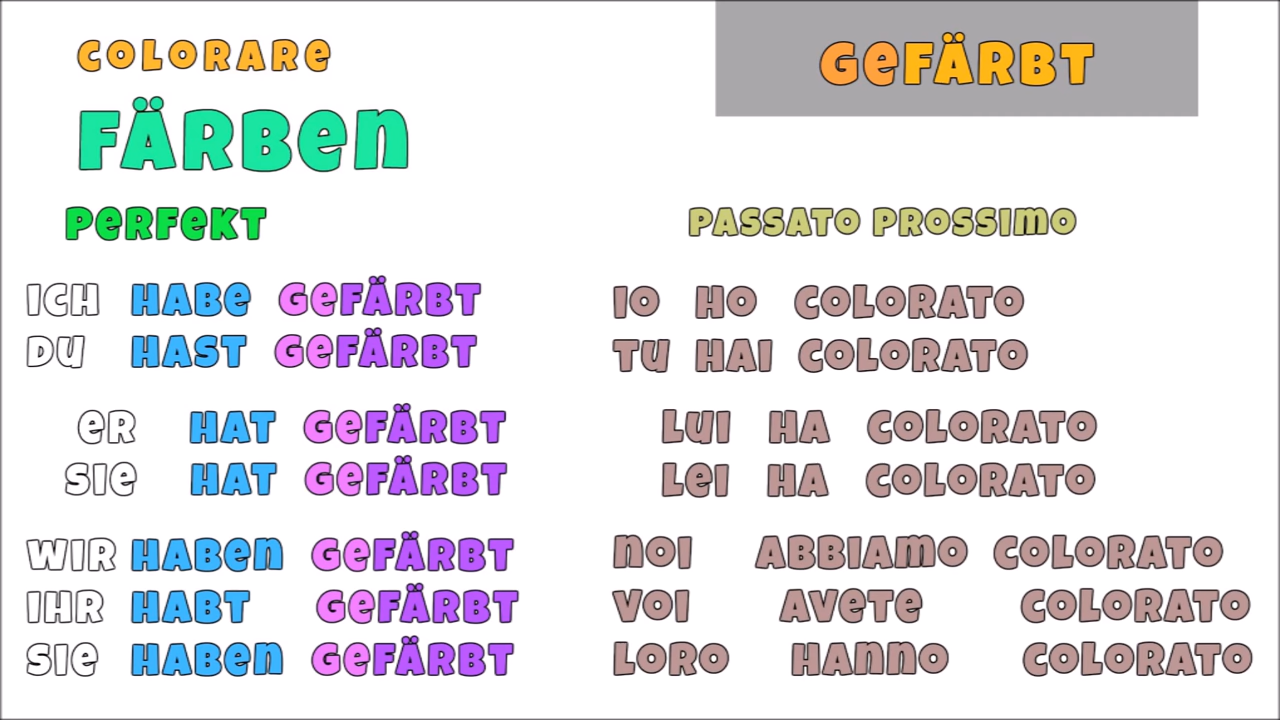 COLORARE
GEFÄRBT
FÄRBEN
PERFEKT
PASSATO PROSSIMO
ICH HABE GEFÄRBT
IO HO COLORATO
DU HAST GEFÄRBT
TU HAI COLORATO
ER HAT GEFÄRBT
LUI HA COLORATO
SIE HAT GEFÄRBT
LEI HA COLORATO
WIR HABEN GEFÄRBT
NOI ABBIAMO COLORATO
IHR HABT GEFÄRBT
VOI AVETE COLORATO
SIE HABEN GEFÄRBT
LORO HANNO COLORATO